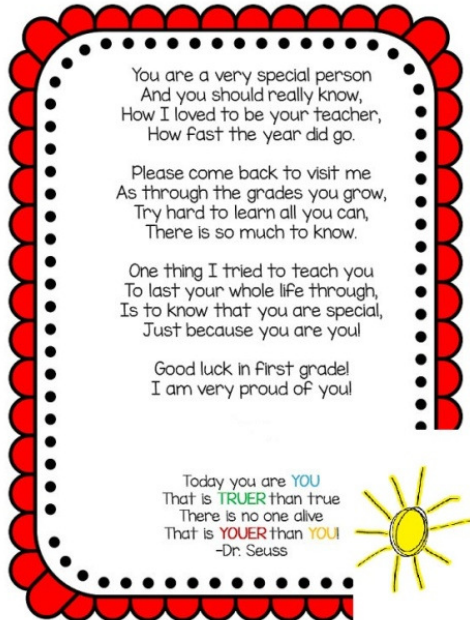 You are a very special person
And you should really know,
How I loved to be your teacher,
How fast the year did go.
Please come back to visit me
As through the grades you grow,
Try hard to learn all you can,
There is so much to know.
One thing I tried to teach you
To last your whole life through,
Is to know that you are special,
Just because you are you!
Good luck in first grade!
I am very proud of you!
Today you are YOU
That is TRUER than true
There is no one alive
That is YOUER than YOU!
-Dr. Seuss